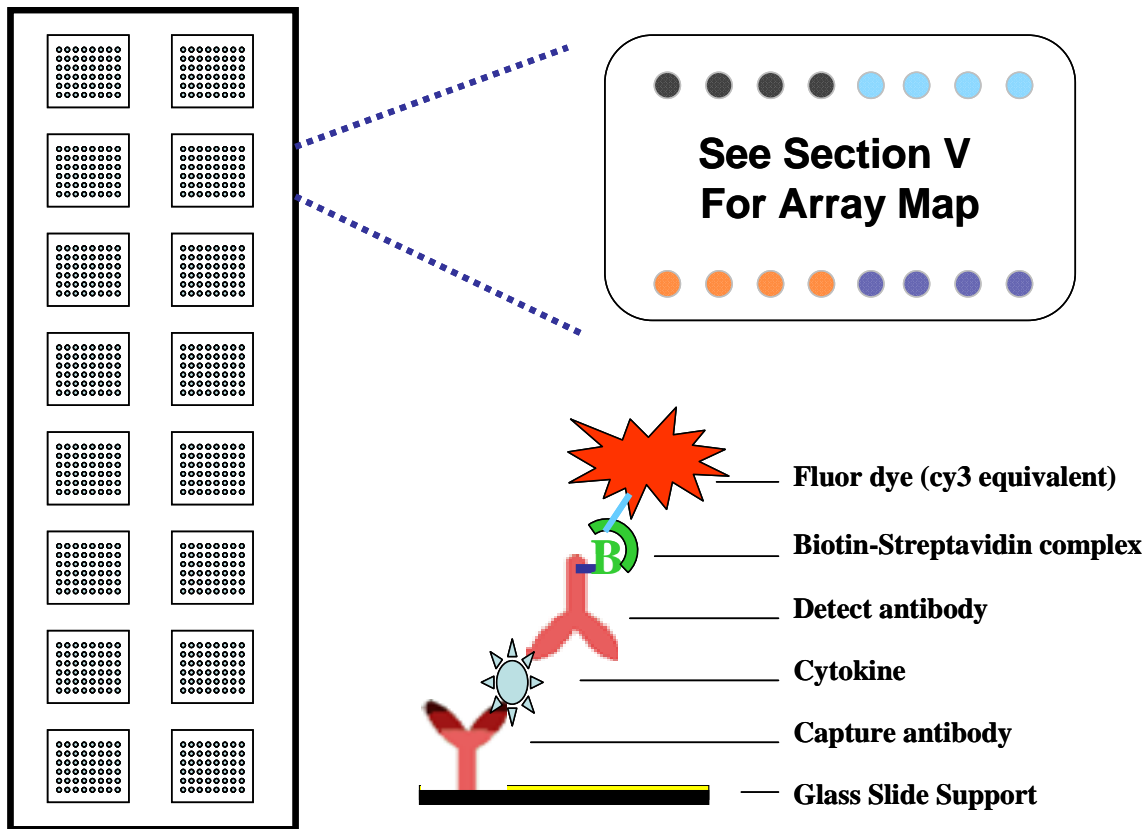 See Section V
For Array Map
Fluor dye (cy3 equivalent)
B
Biotin-Streptavidin complex
Detect antibody
Cytokine
Capture antibody
Glass Slide Support